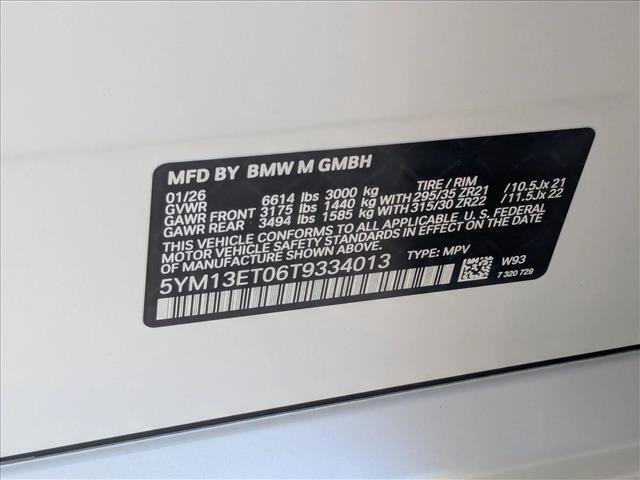 MFD BY BMW M GMBH
01/26 TIRE / RIM
GVWR 6614 lbs 3000 kg
GAWR FRONT 3175 lbs 1440 kg WITH 295/35 ZR21 /10.5Jx 21
GAWR REAR 3494 lbs 1585 kg WITH 315/30 ZR22 /11.5Jx 22
THIS VEHICLE CONFORMS TO ALL APPLICABLE U.S. FEDERAL
MOTOR VEHICLE SAFETY STANDARDS IN EFFECT ON THE DATE
OF MANUFACTURE SHOWN ABOVE.
5YM13ET06T9334013 TYPE: MPV
W93
7 320 729